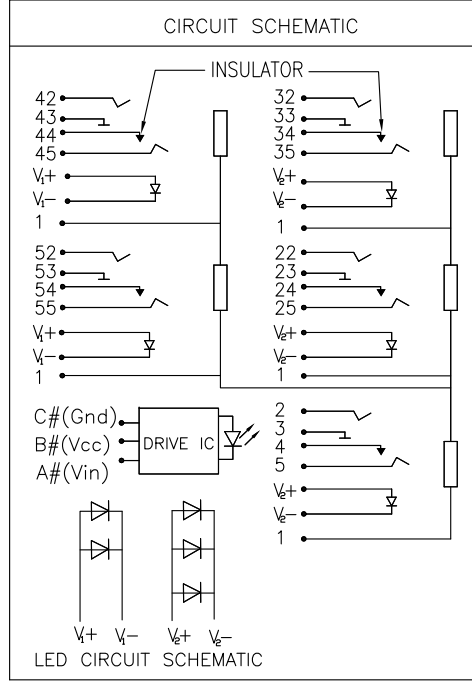 CIRCUIT SCHEMATIC
INSULATOR
42
43
44
45
V1+
V1−
1
32
33
34
35
V2+
V2−
1
52
53
54
55
V1+
V1−
1
22
23
24
25
V2+
V2−
1
C#(Gnd)
B#(Vcc)
A#(Vin)
DRIVE IC
2
3
4
5
V2+
V2−
1
V1+ V1− V2+ V2−
LED CIRCUIT SCHEMATIC